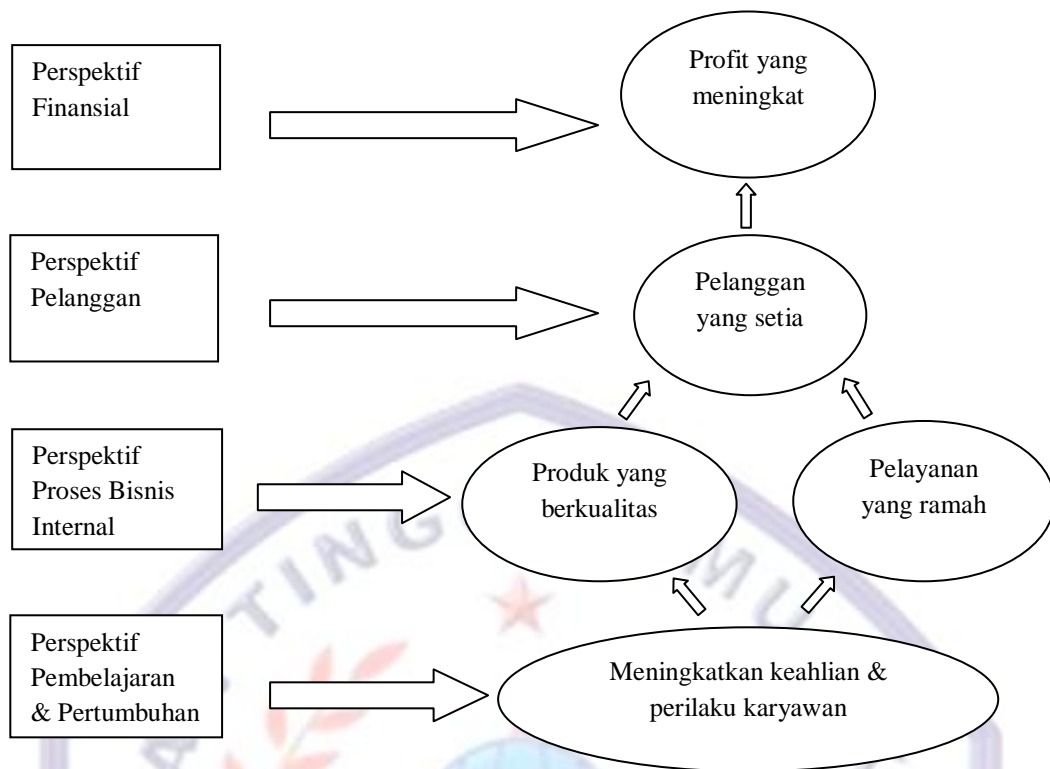 Perspektif
Finansial
Profit yang
meningkat
Perspektif
Pelanggan
Pelanggan
yang setia
Perspektif
Proses Bisnis
Internal
Produk yang
berkualitas
Pelayanan
yang ramah
Perspektif
Pembelajaran
& Pertumbuhan
Meningkatkan keahlian &
perilaku karyawan